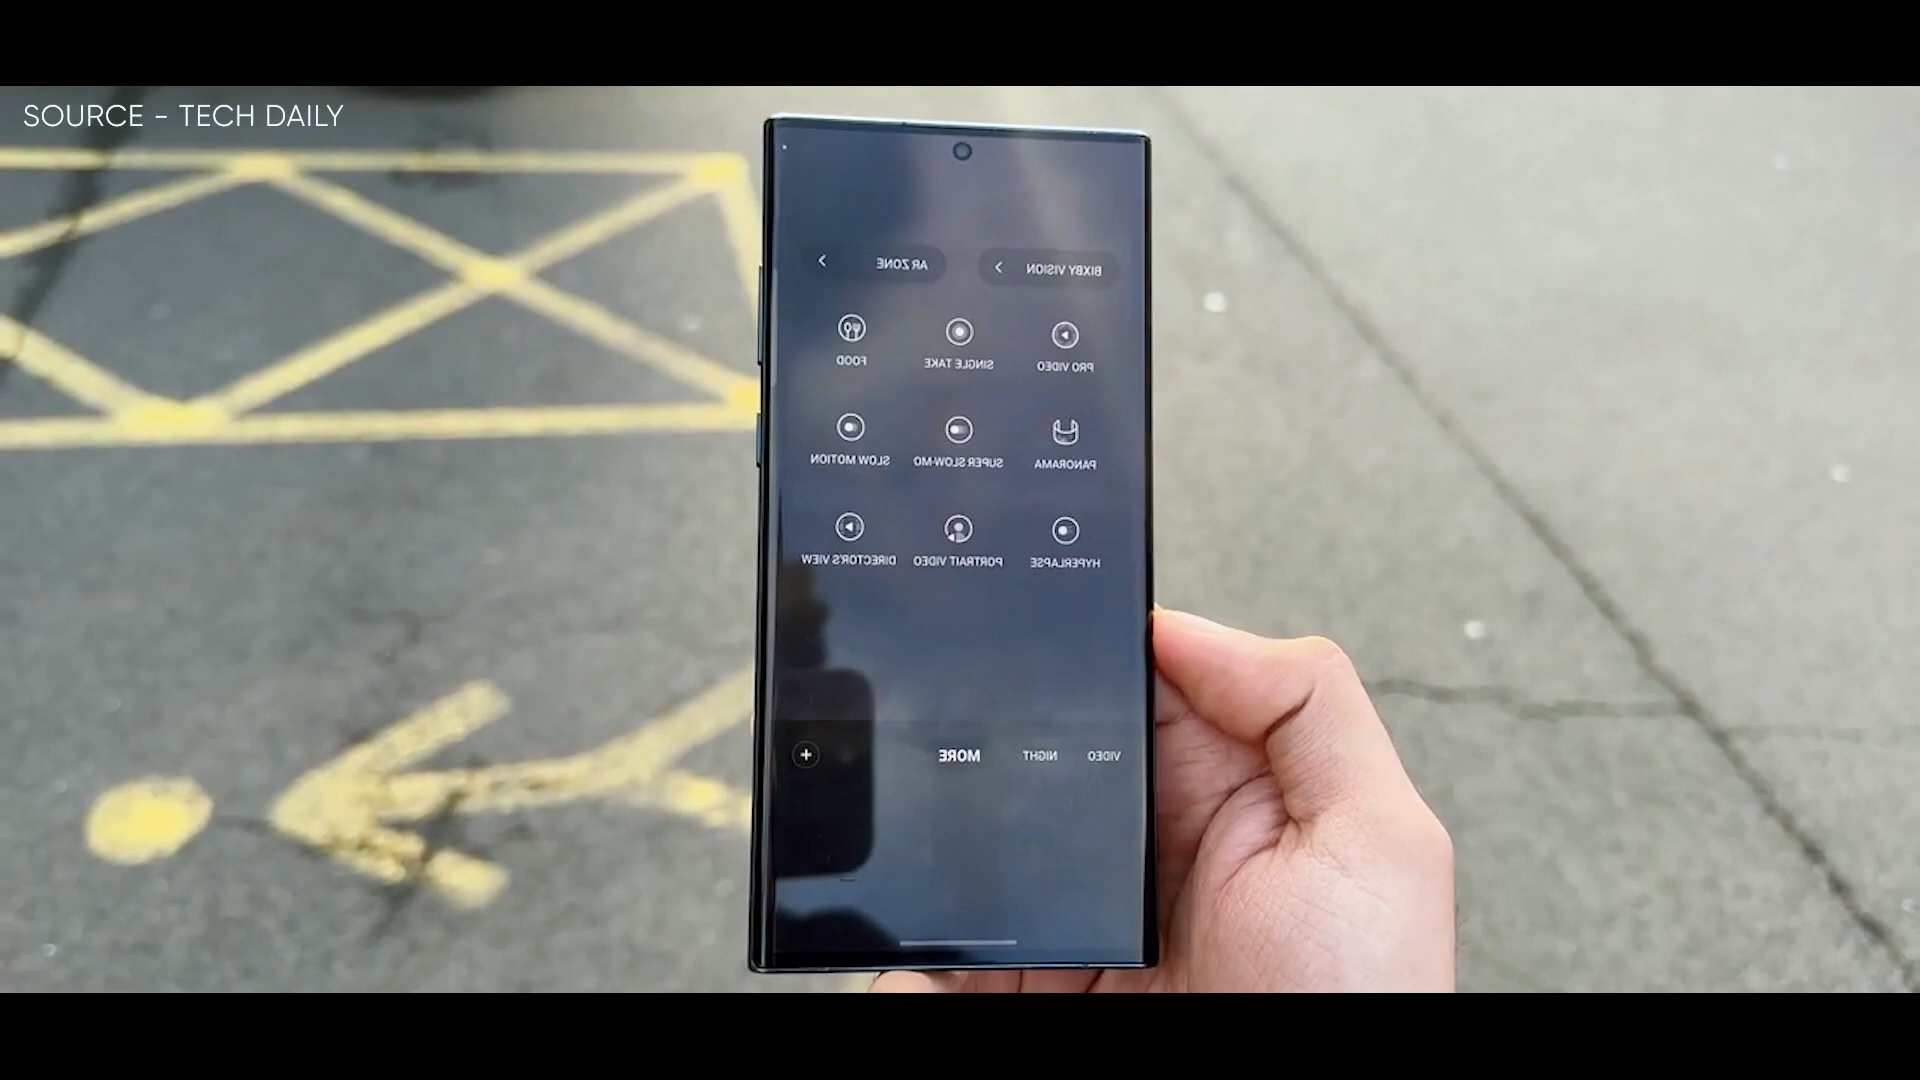 SOURCE - TECH DAILY
BIXBY VISION
AR ZONE
PRO VIDEO
SINGLE TAKE
FOOD
PANORAMA
SUPER SLOW-MO
SLOW MOTION
HYPERLAPSE
PORTRAIT VIDEO
DIRECTOR'S VIEW
VIDEO
NIGHT
MORE